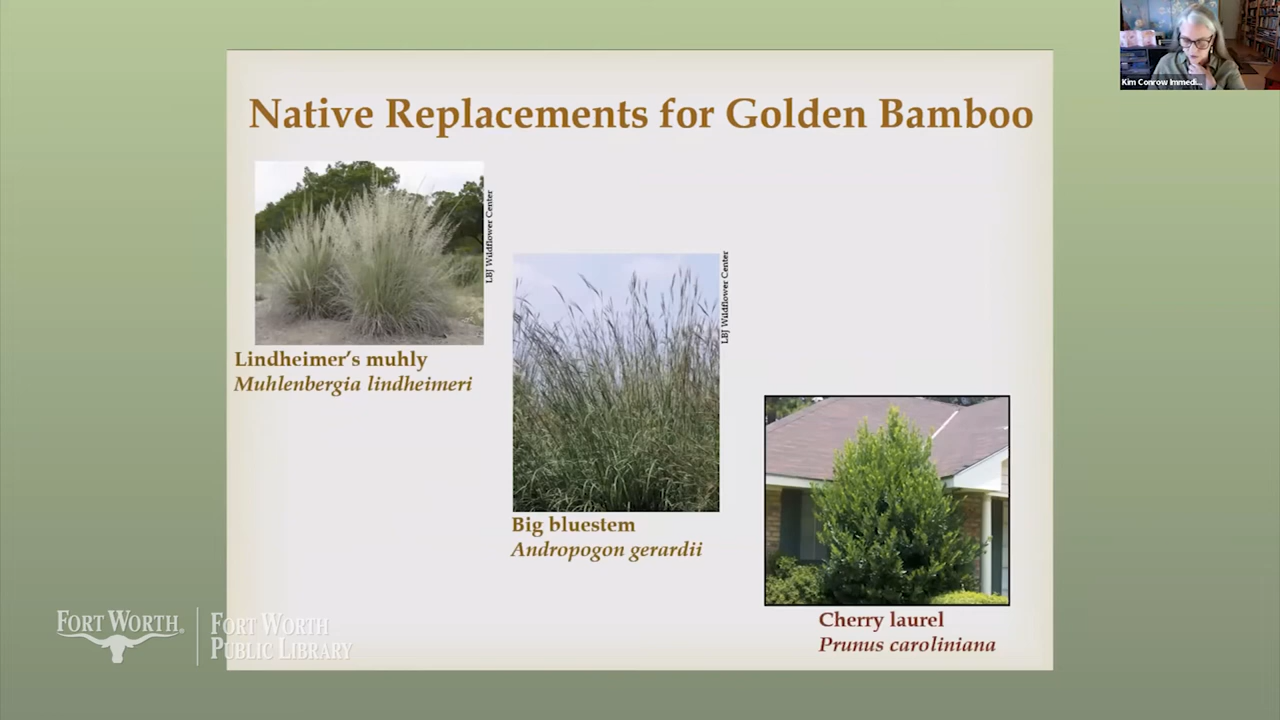 Kim Conrow Immedi...
Native Replacements for Golden Bamboo
LBJ Wildflower Center
Lindheimer's muhly
Muhlenbergia lindheimeri
LBJ Wildflower Center
Big bluestem
Andropogon gerardii
Cherry laurel
Prunus caroliniana
FORT WORTH®
FORT WORTH
PUBLIC LIBRARY